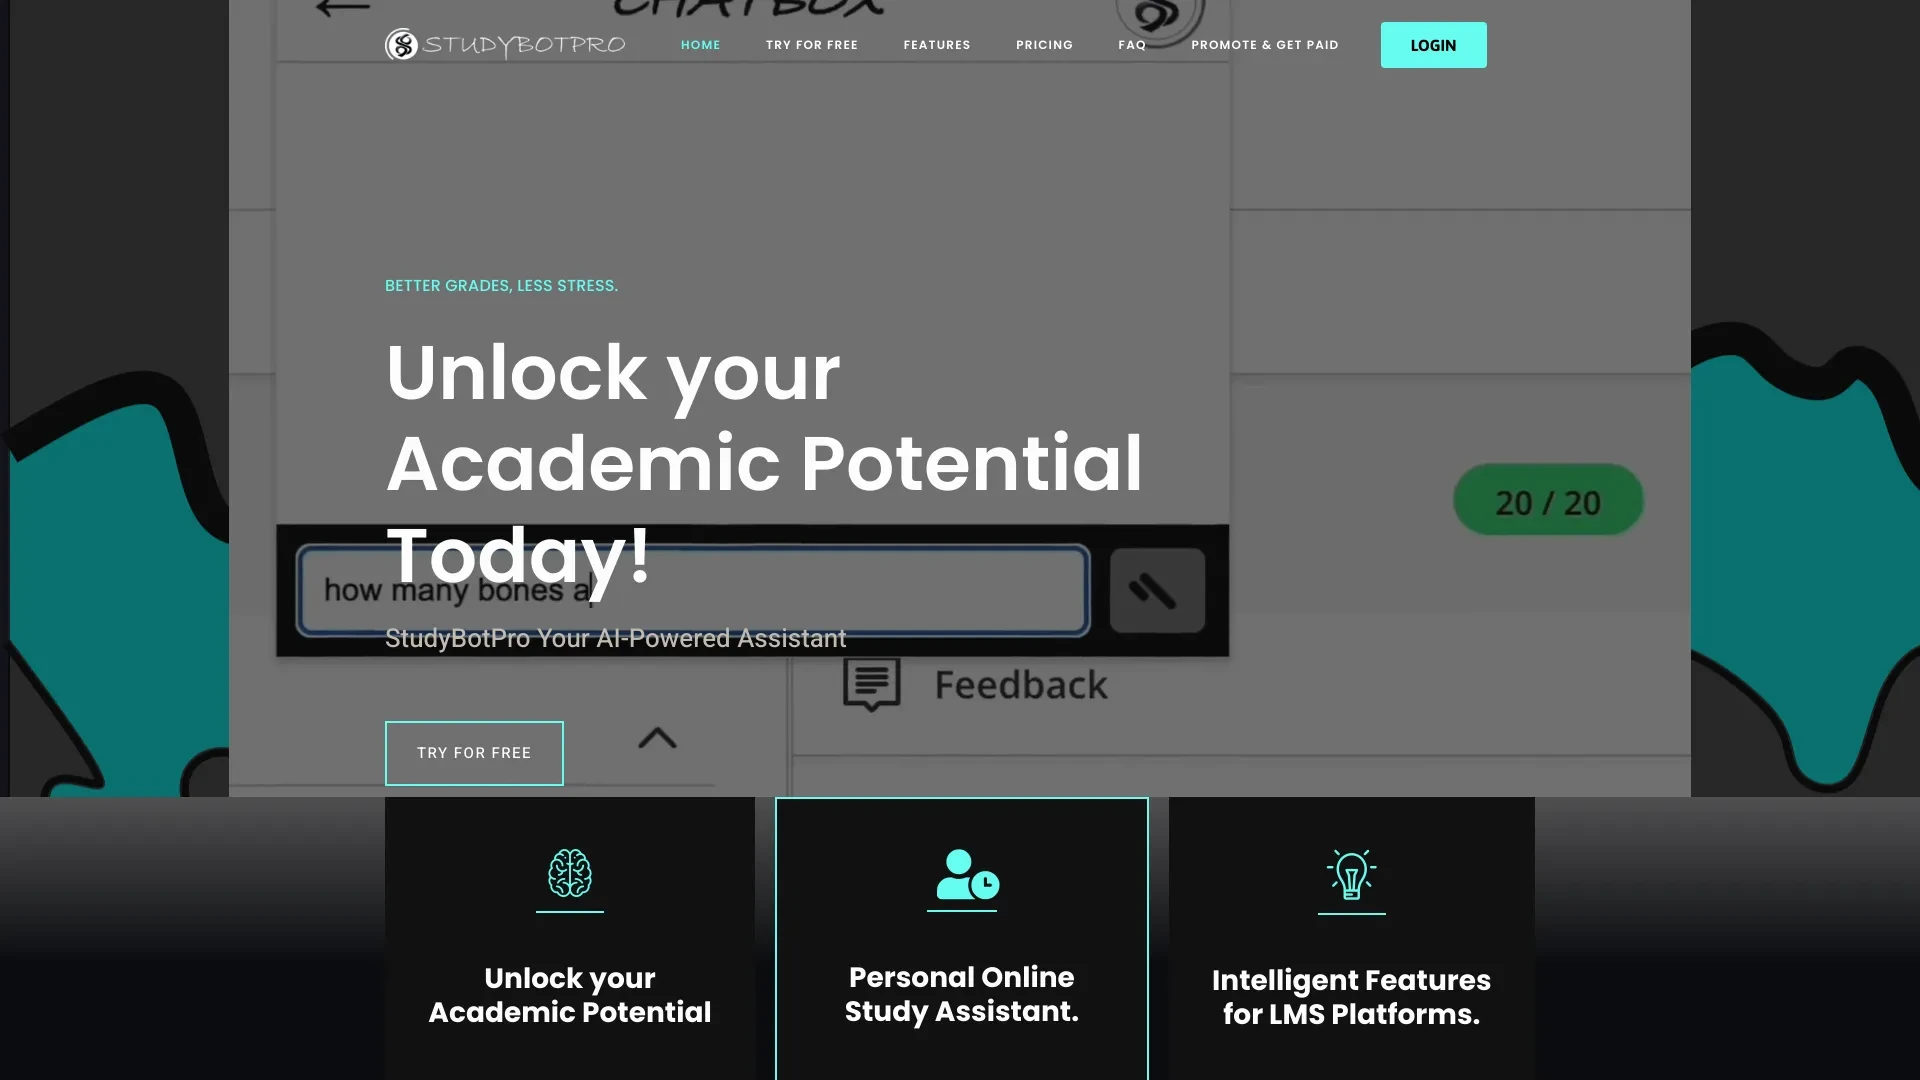 CHATBOX
STUDYBOTPRO
HOME
TRY FOR FREE
FEATURES
PRICING
FAQ
PROMOTE & GET PAID
LOGIN
BETTER GRADES, LESS STRESS.
Unlock your
Academic Potential
Today!
20 / 20
how many bones a
StudyBotPro Your AI-Powered Assistant
Feedback
TRY FOR FREE
Unlock your
Academic Potential
Personal Online
Study Assistant.
Intelligent Features
for LMS Platforms.